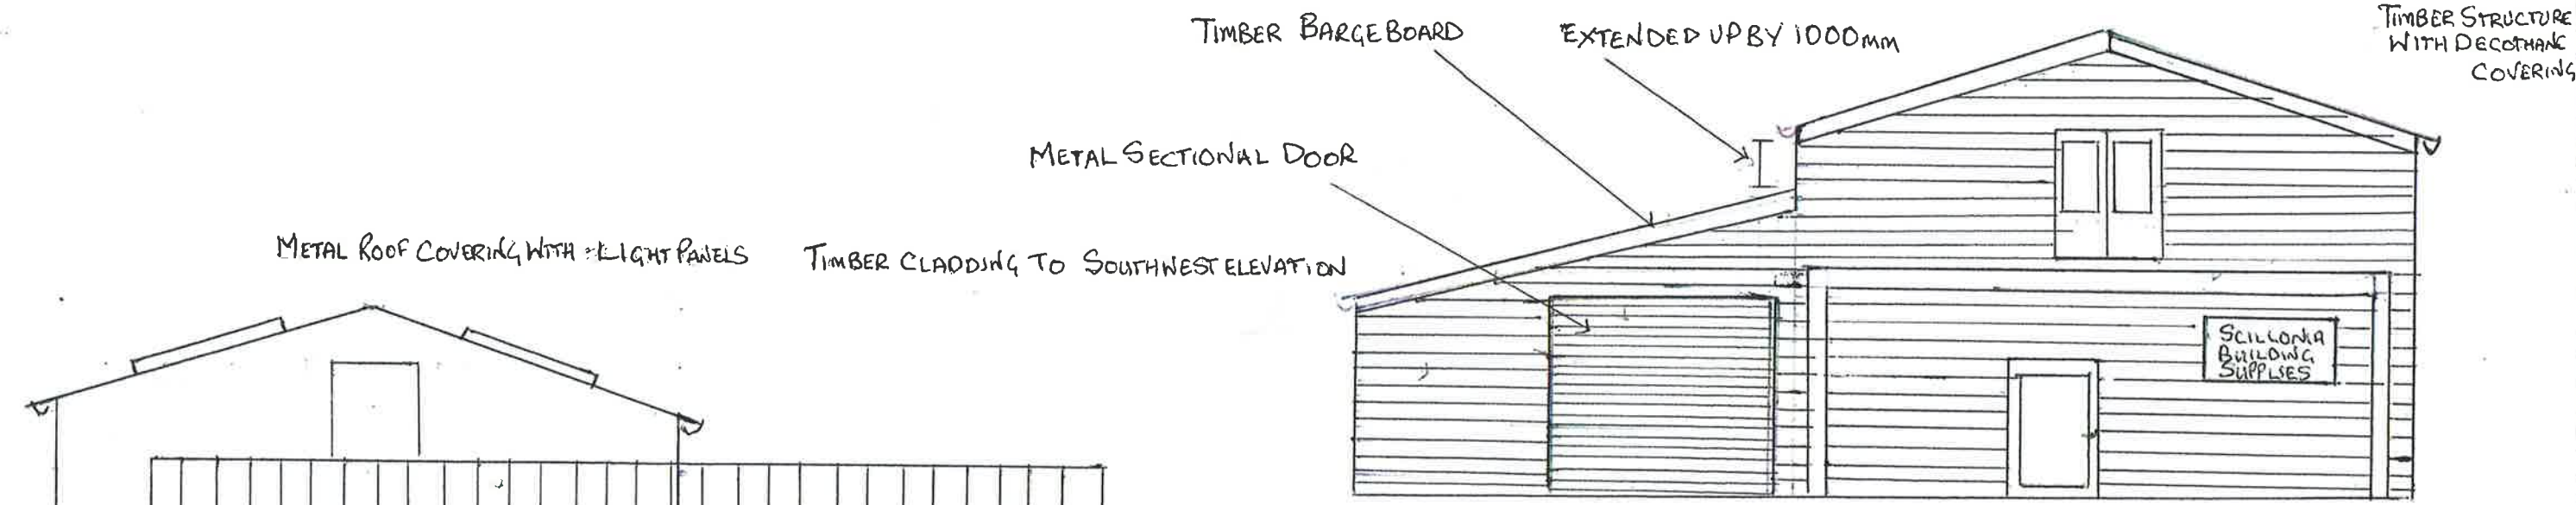 TIMBER BARGEBOARD
EXTENDED UP BY 1000mm
TIMBER STRUCTURE
WITH DECOTHANE
COVERING
METAL SECTIONAL DOOR
METAL ROOF COVERING WITH LIGHT PANELS
TIMBER CLADDING TO SOUTHWEST ELEVATION
SCILLONIA
BUILDING
SUPPLIES